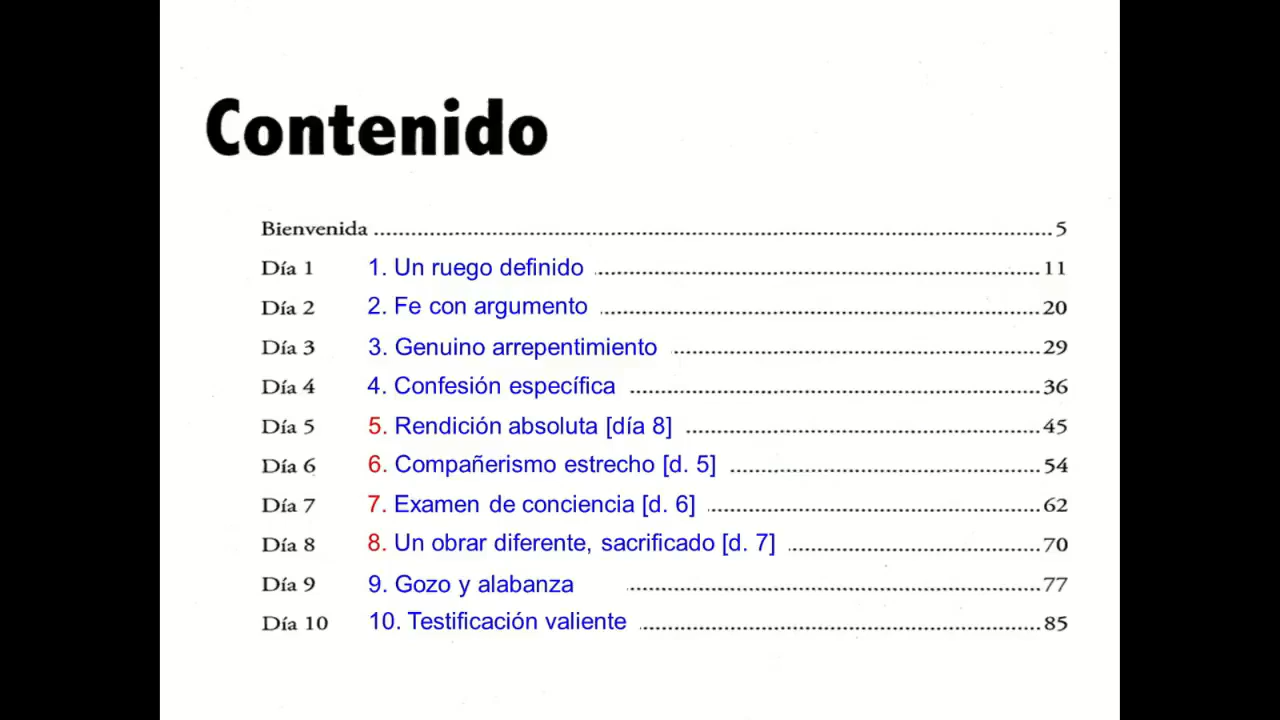 Contenido
Bienvenida ........................................ 5
Día 1 1. Un ruego definido ........................................ 11
Día 2 2. Fe con argumento ........................................ 20
Día 3 3. Genuino arrepentimiento ........................................ 29
Día 4 4. Confesión específica ........................................ 36
Día 5 5. Rendición absoluta [día 8] ........................................ 45
Día 6 6. Compañerismo estrecho [d. 5] ........................................ 54
Día 7 7. Examen de conciencia [d. 6] ........................................ 62
Día 8 8. Un obrar diferente, sacrificado [d. 7] ........................................ 70
Día 9 9. Gozo y alabanza ........................................ 77
Día 10 10. Testificación valiente ........................................ 85